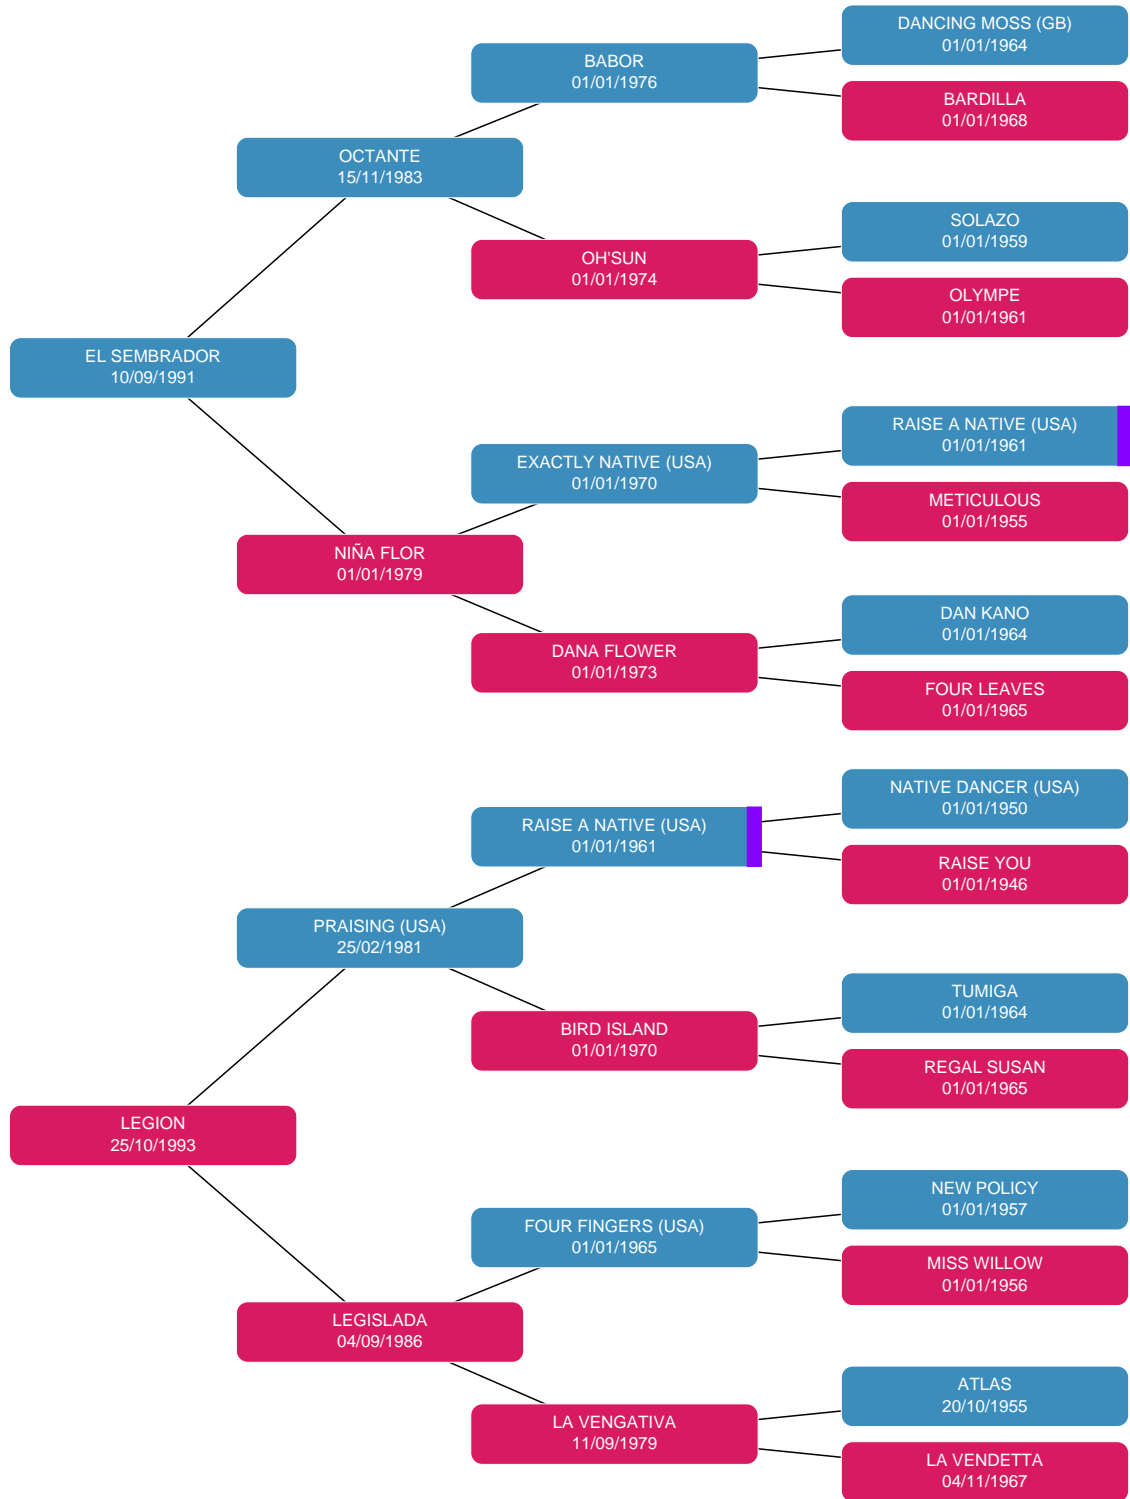 DANCING MOSS (GB)
01/01/1964
BABOR
01/01/1976
BARDILLA
01/01/1968
OCTANTE
15/11/1983
SOLAZO
01/01/1959
OH'SUN
01/01/1974
OLYMPE
01/01/1961
EL SEMBRADOR
10/09/1991
RAISE A NATIVE (USA)
01/01/1961
EXACTLY NATIVE (USA)
01/01/1970
METICULOUS
01/01/1955
NIÑA FLOR
01/01/1979
DAN KANO
01/01/1964
DANA FLOWER
01/01/1973
FOUR LEAVES
01/01/1965
NATIVE DANCER (USA)
01/01/1950
RAISE A NATIVE (USA)
01/01/1961
RAISE YOU
01/01/1946
PRAISING (USA)
25/02/1981
TUMIGA
01/01/1964
BIRD ISLAND
01/01/1970
REGAL SUSAN
01/01/1965
LEGION
25/10/1993
NEW POLICY
01/01/1957
FOUR FINGERS (USA)
01/01/1965
MISS WILLOW
01/01/1956
LEGISLADA
04/09/1986
ATLAS
20/10/1955
LA VENGATIVA
11/09/1979
LA VENDETTA
04/11/1967